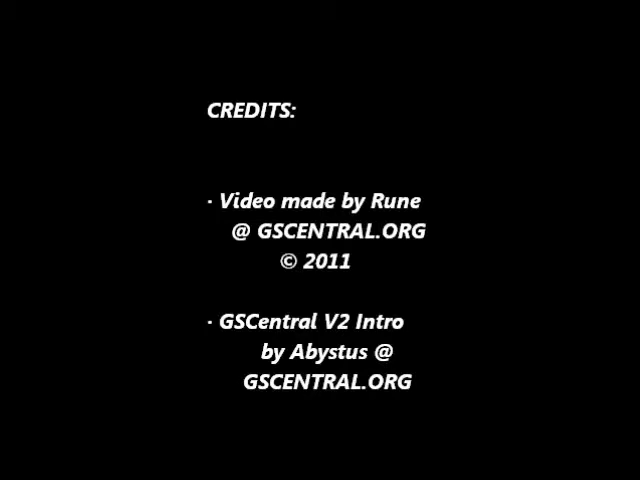 CREDITS:
· Video made by Rune
@ GSCENTRAL.ORG
© 2011
· GSCentral V2 Intro
by Abystus @
GSCENTRAL.ORG